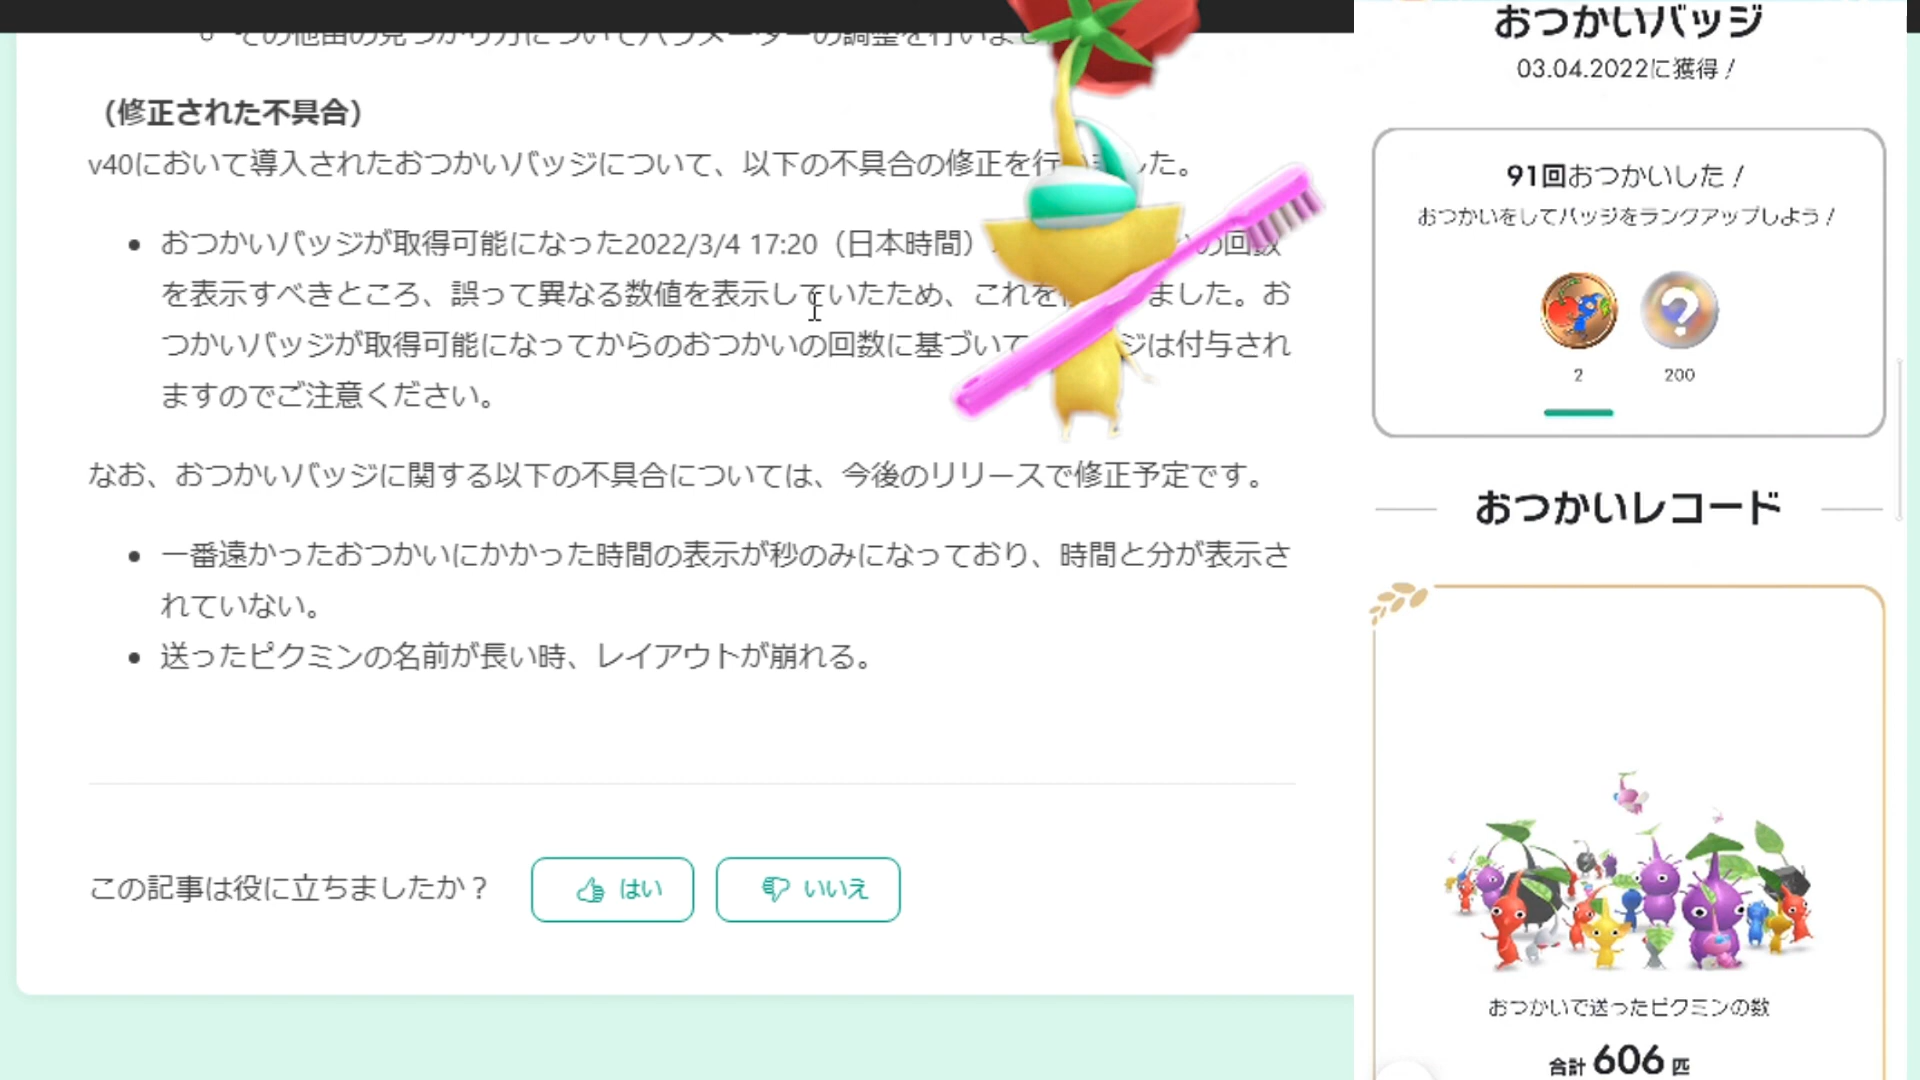 （修正された不具合）
v40において導入されたおつかいバッジについて、以下の不具合の修正を行いました。
おつかいバッジが取得可能になった2022/3/4 17:20（日本時間）の回数
を表示すべきところ、誤って異なる数値を表示していたため、これをました。お
つかいバッジが取得可能になってからのおつかいの回数に基づいてジは付与され
ますのでご注意ください。
なお、おつかいバッジに関する以下の不具合については、今後のリリースで修正予定です。
一番遠かったおつかいにかかった時間の表示が秒のみになっており、時間と分が表示さ
れていない。
送ったピクミンの名前が長い時、レイアウトが崩れる。
この記事は役に立ちましたか？
はい
いいえ
おつかいバッジ
03.04.2022に獲得！
91回おつかいした！
おつかいをしてバッジをランクアップしよう！
2
200
おつかいレコード
おつかいで送ったピクミンの数
合計 606 匹